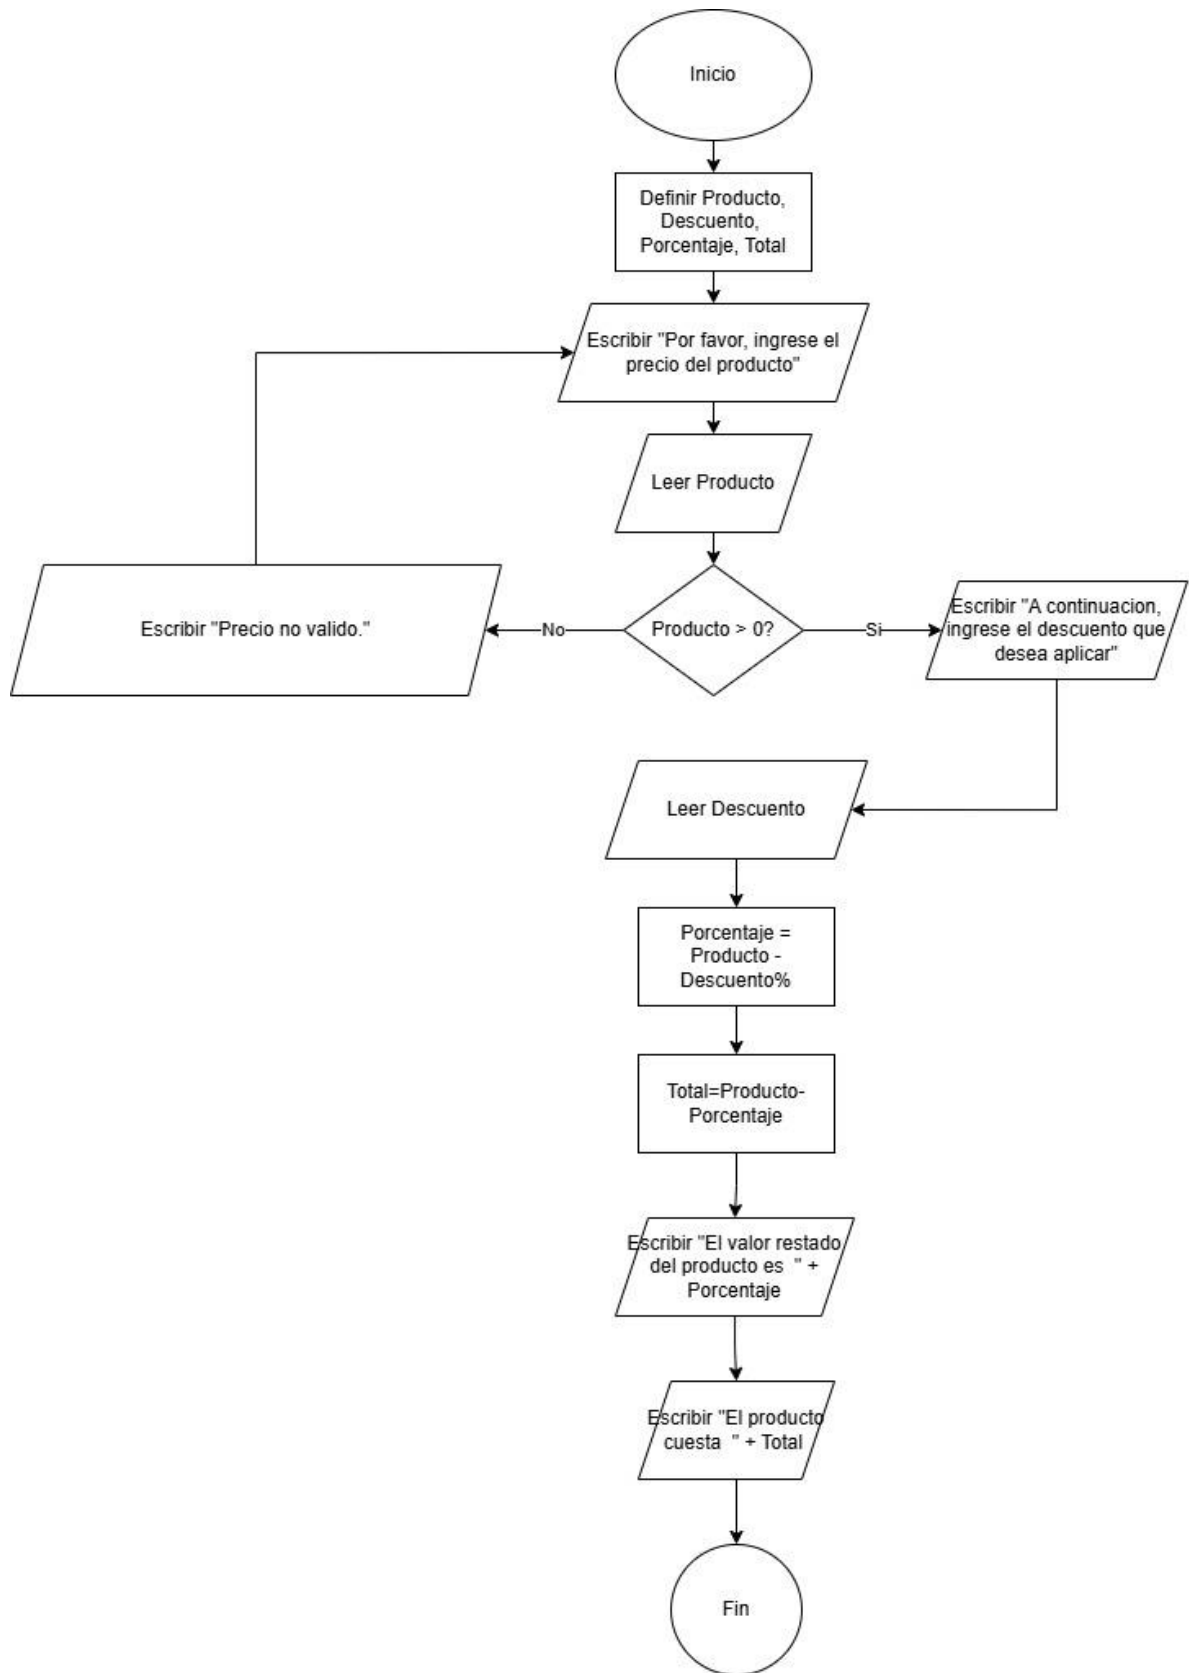 Inicio
Definir Producto,
Descuento,
Porcentaje, Total
Escribir "Por favor, ingrese el
precio del producto"
Leer Producto
Escribir "Precio no valido."
No
Producto > 0?
Si
Escribir "A continuacion,
ingrese el descuento que
desea aplicar"
Leer Descuento
Porcentaje =
Producto -
Descuento%
Total=Producto-
Porcentaje
Escribir "El valor restado
del producto es  " +
Porcentaje
Escribir "El producto
cuesta  " + Total
Fin